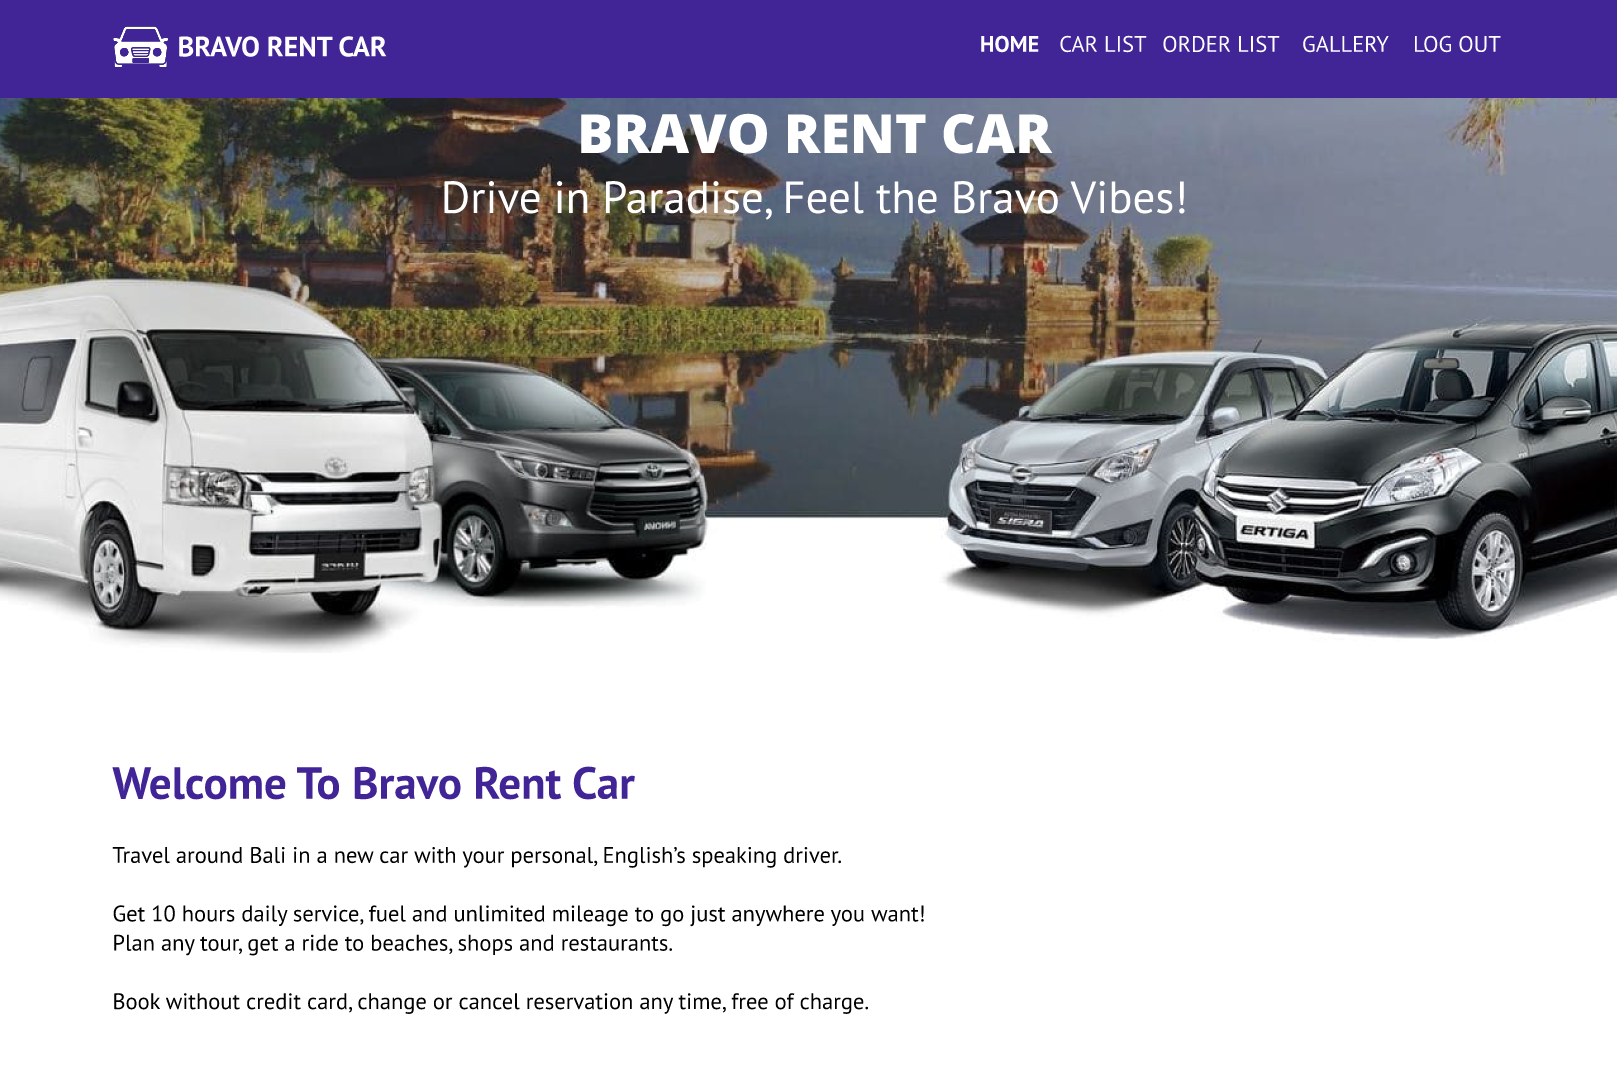 BRAVO RENT CAR
HOME CAR LIST ORDER LIST GALLERY LOG OUT
BRAVO RENT CAR
Drive in Paradise, Feel the Bravo Vibes!
INNOVA
SIGRA
ERTIGA
Welcome To Bravo Rent Car
Travel around Bali in a new car with your personal, English’s speaking driver.
Get 10 hours daily service, fuel and unlimited mileage to go just anywhere you want!
Plan any tour, get a ride to beaches, shops and restaurants.
Book without credit card, change or cancel reservation any time, free of charge.